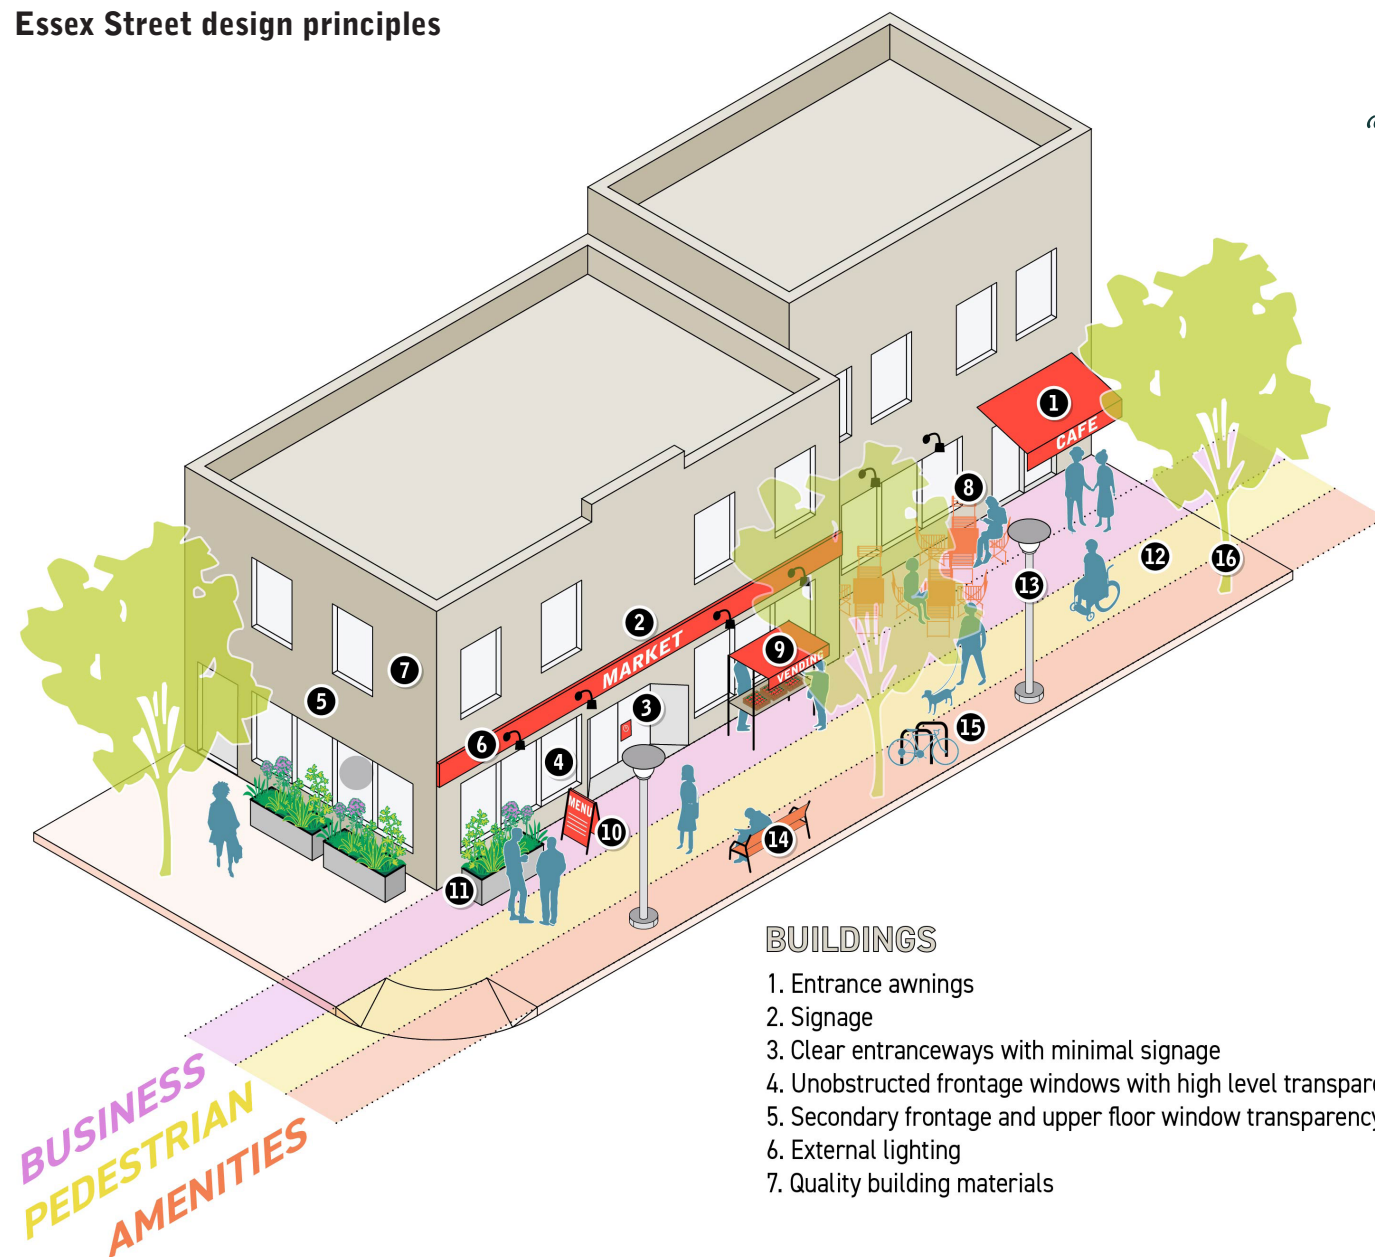 Essex Street design principles
1
CAFE
8
12
16
13
2
MARKET
9
VENDING
7
5
3
6
4
15
MENU
10
14
11
BUILDINGS
1. Entrance awnings
2. Signage
3. Clear entranceways with minimal signage
4. Unobstructed frontage windows with high level transpare
5. Secondary frontage and upper floor window transparency
6. External lighting
7. Quality building materials
BUSINESS
PEDESTRIAN
AMENITIES